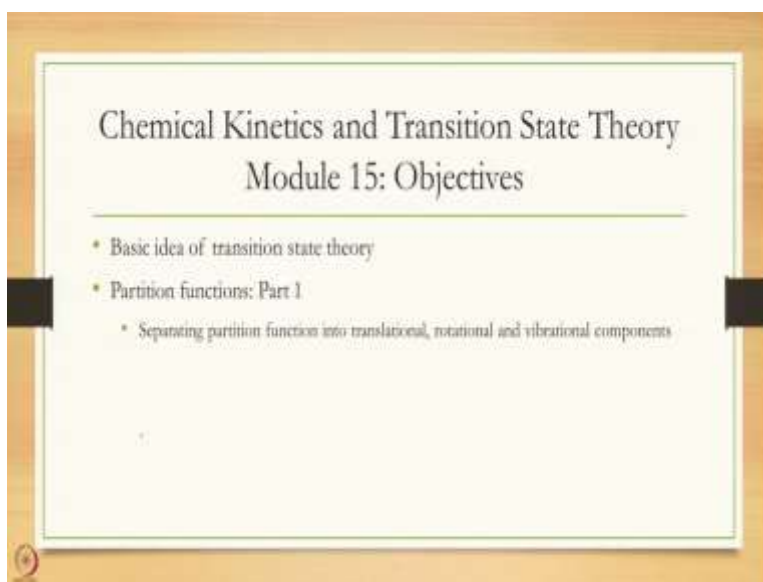 Chemical Kinetics and Transition State Theory
Module 15: Objectives
Basic idea of transition state theory
Partition functions: Part 1
Separating partition function into translational, rotational and vibrational components